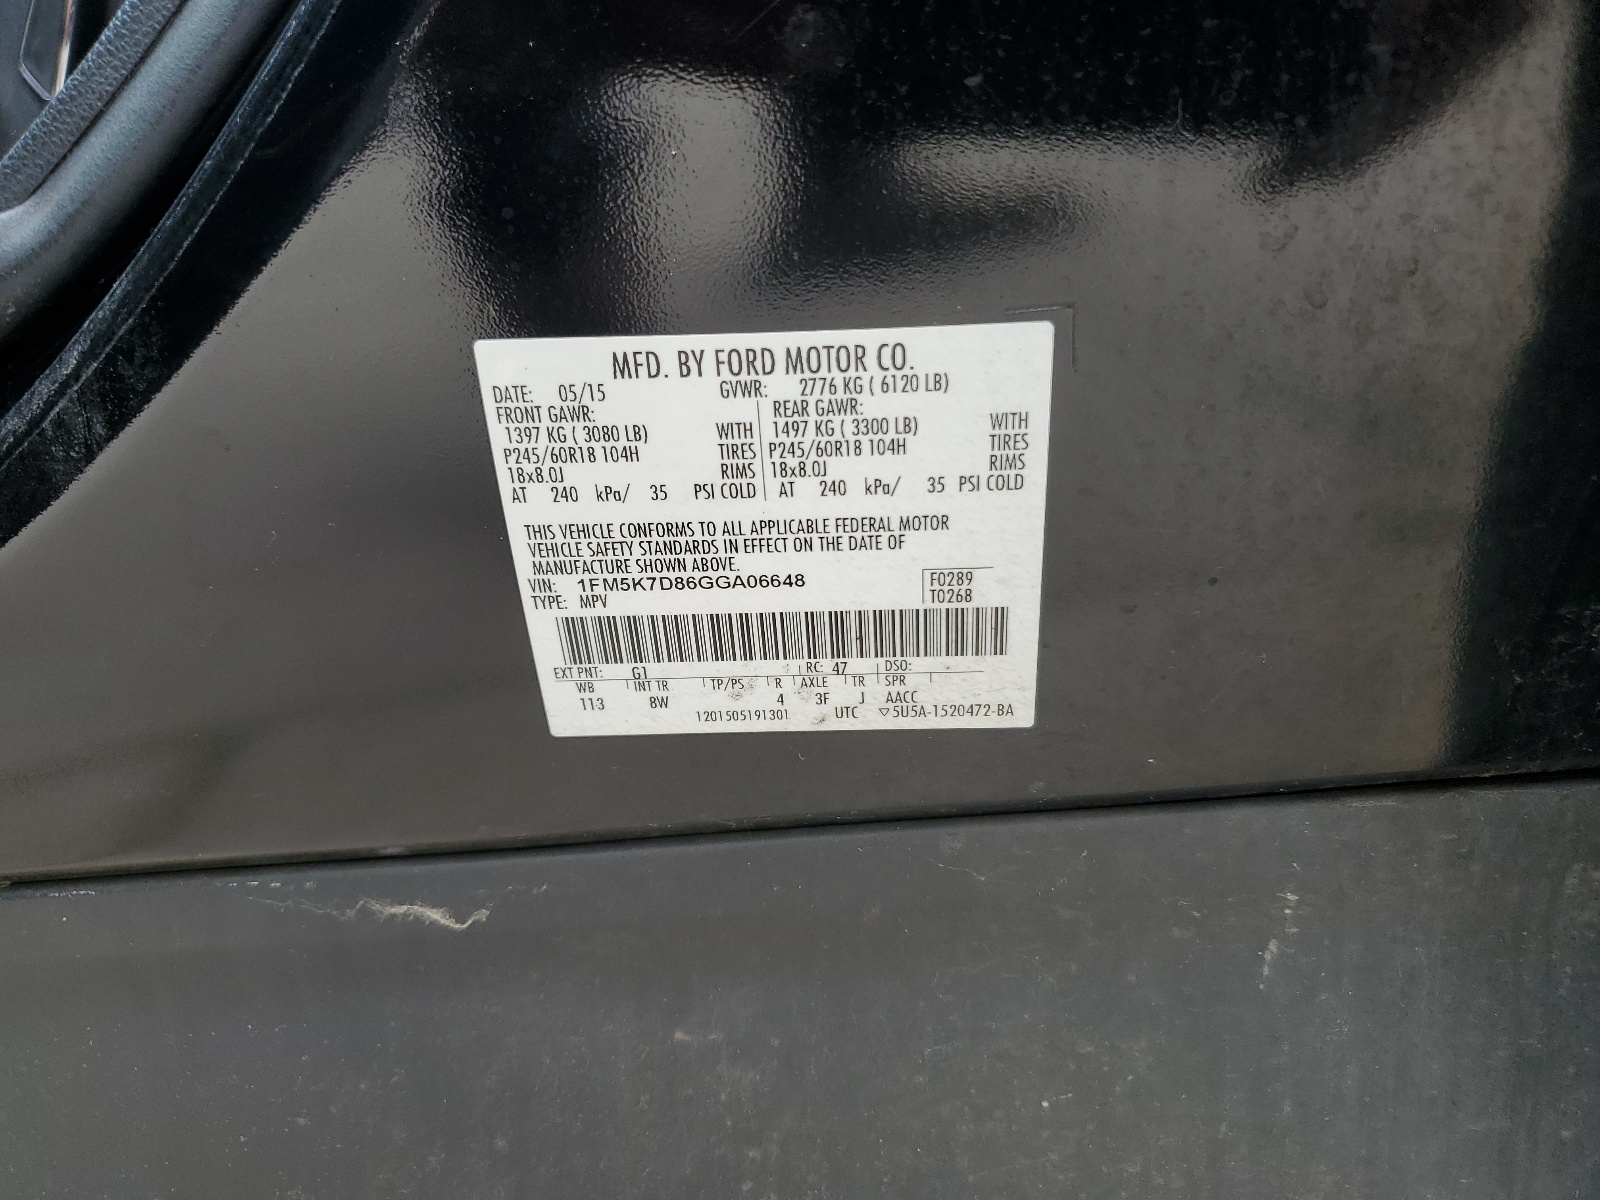 MFD. BY FORD MOTOR CO.
DATE: 05/15 GVWR: 2776 KG ( 6120 LB)
FRONT GAWR: REAR GAWR:
1397 KG ( 3080 LB) WITH 1497 KG ( 3300 LB) WITH
P245/60R18 104H TIRES P245/60R18 104H TIRES
18x8.0J RIMS 18x8.0J RIMS
AT 240 kPa/ 35 PSI COLD AT 240 kPa/ 35 PSI COLD
THIS VEHICLE CONFORMS TO ALL APPLICABLE FEDERAL MOTOR
VEHICLE SAFETY STANDARDS IN EFFECT ON THE DATE OF
MANUFACTURE SHOWN ABOVE.
VIN: 1FM5K7D86GGA06648 F0289
TYPE: MPV T0268
EXT PNT: G1 RC: 47 DSO:
WB INT TR TP/PS R AXLE TR SPR
113 8W 4 3F J AACC
1201505191301 UTC ▽5U5A-1520472-BA